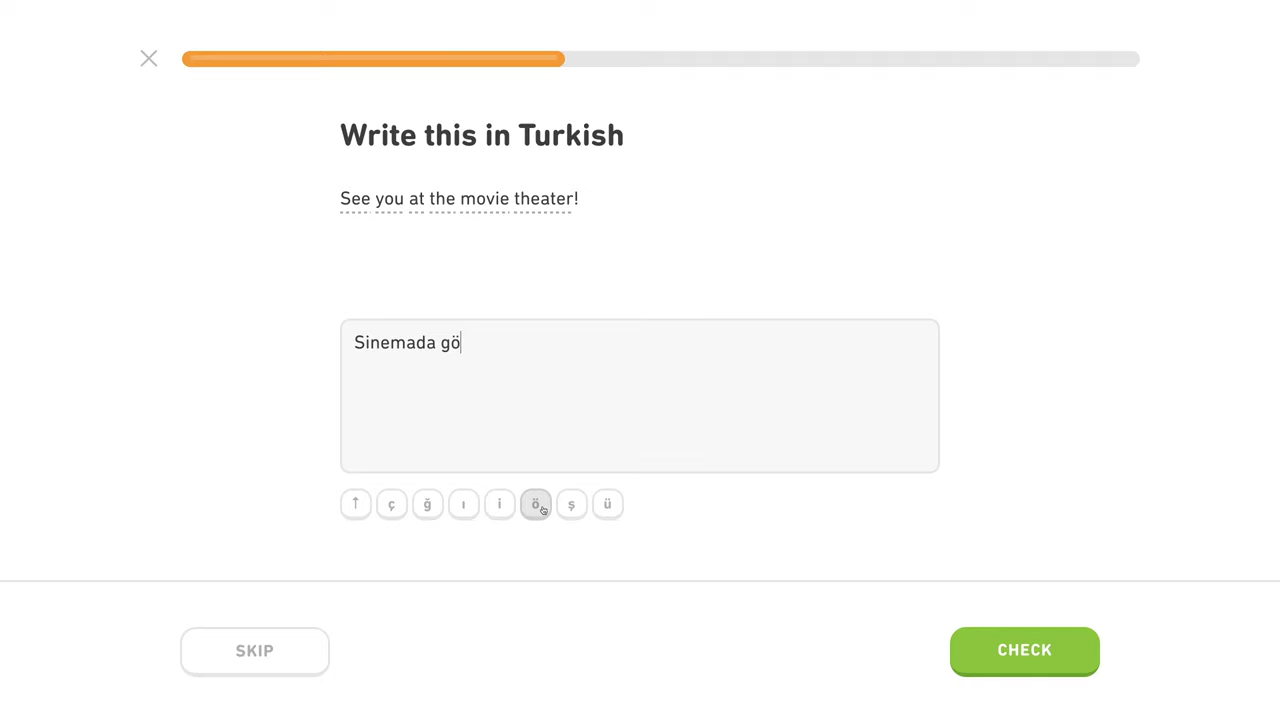 Write this in Turkish
See you at the movie theater!
Sinemada gö
↑ ç ğ ı i ö ş ü
SKIP
CHECK